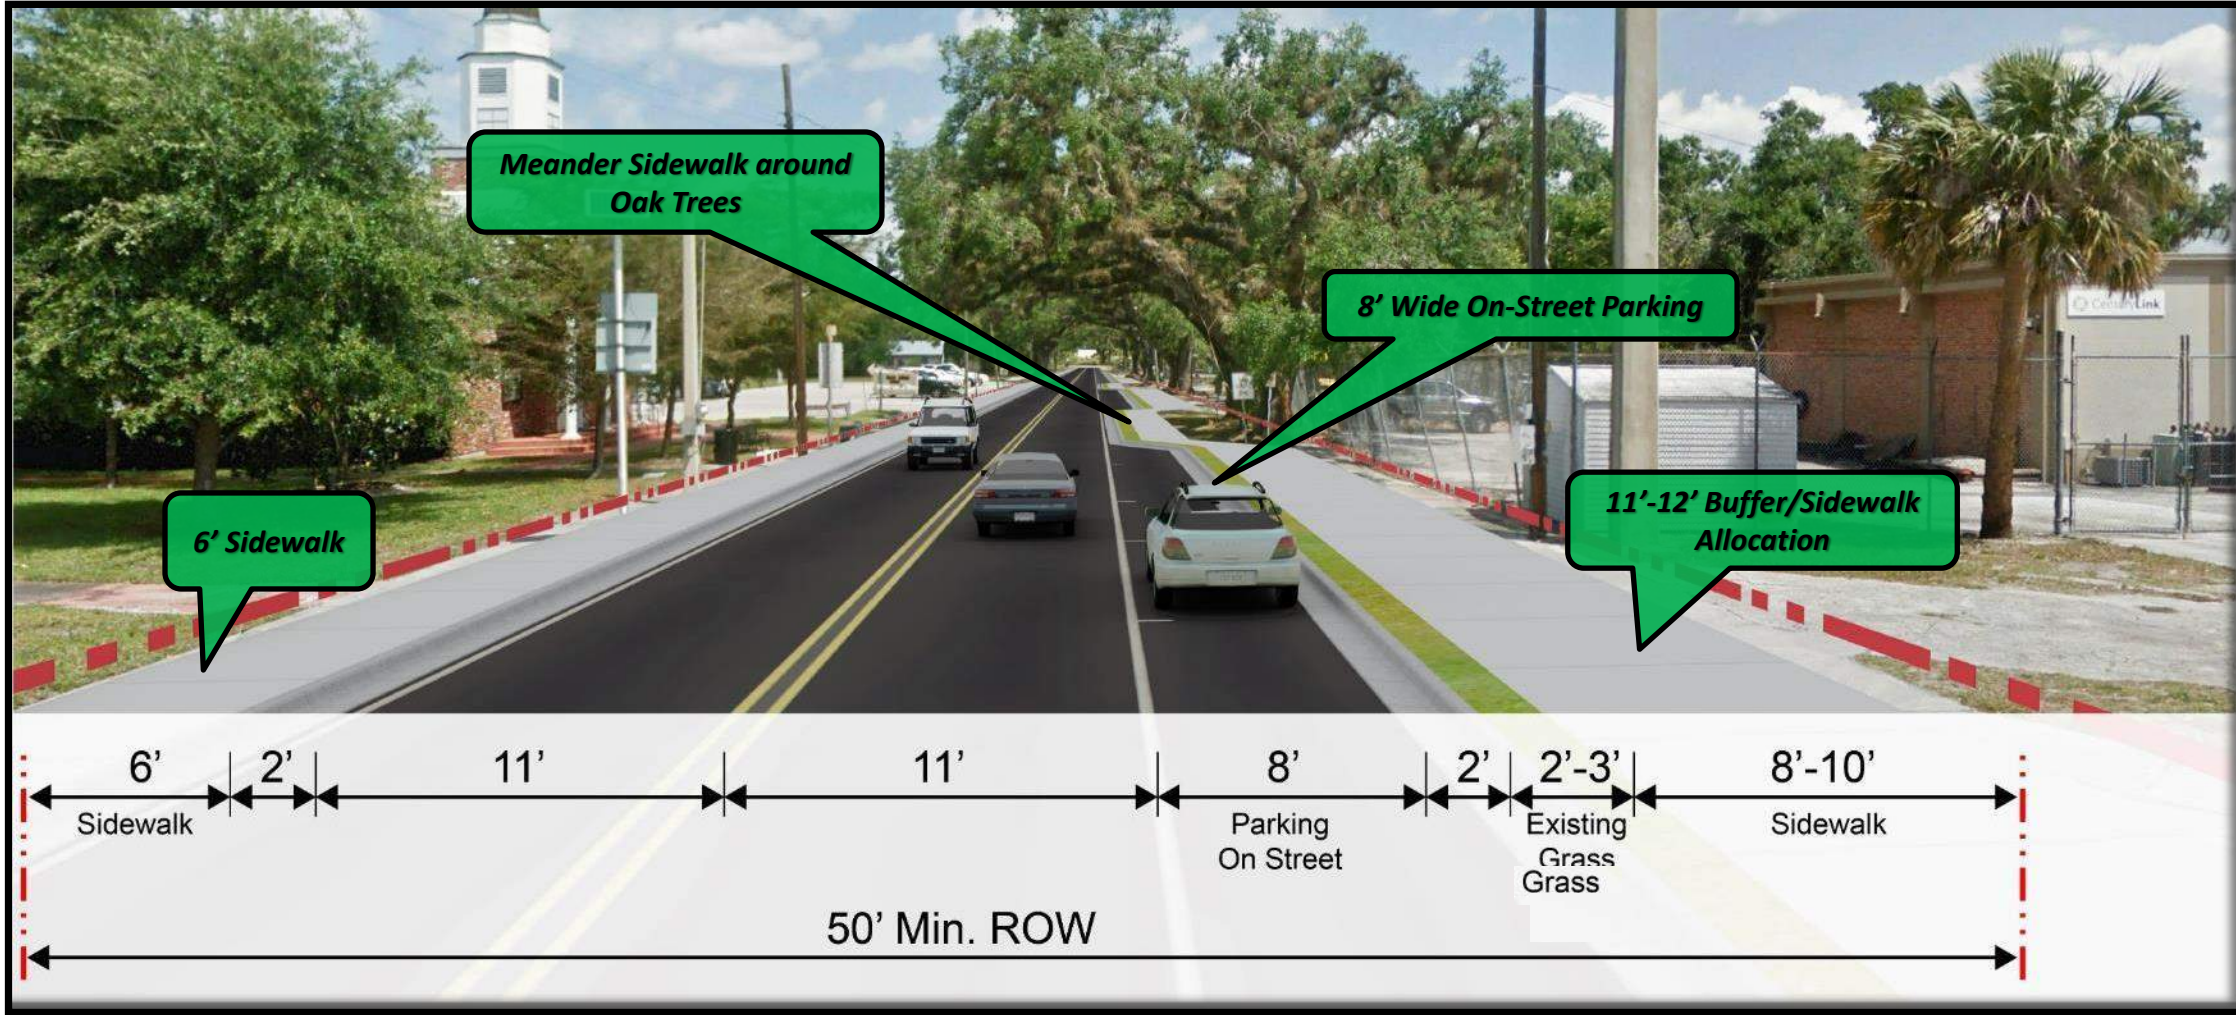 Meander Sidewalk around
Oak Trees
8’ Wide On-Street Parking
CenturyLink
6’ Sidewalk
11’-12’ Buffer/Sidewalk
Allocation
6’ 2’ 11’ 11’ 8’ 2’ 2’-3’ 8’-10’
Sidewalk
Parking
On Street
Existing
Grass
Grass
Sidewalk
50’ Min. ROW